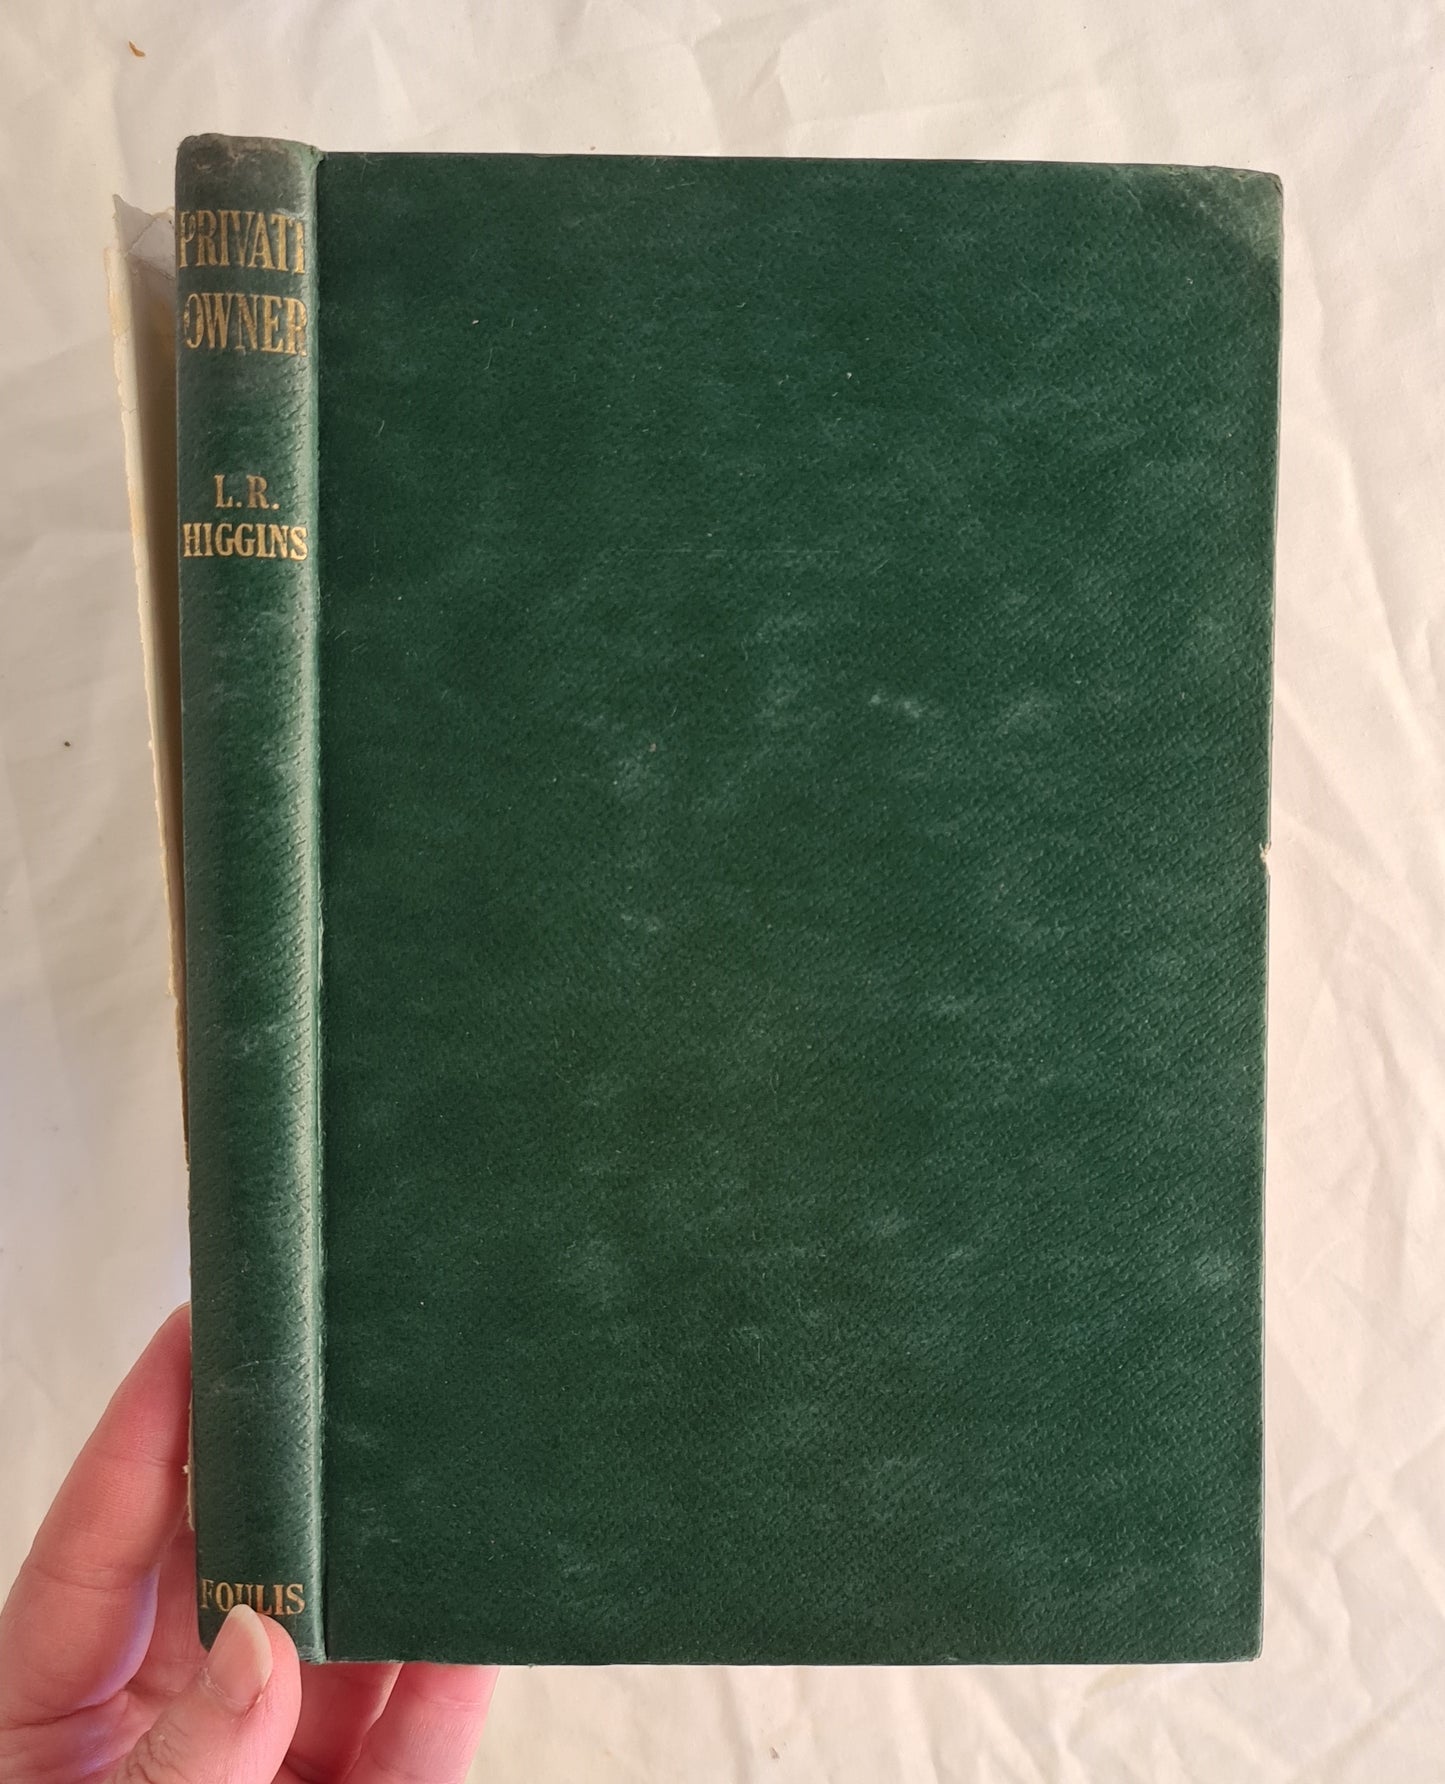 PRIVATE
OWNER
L.R.
HIGGINS
FOULIS